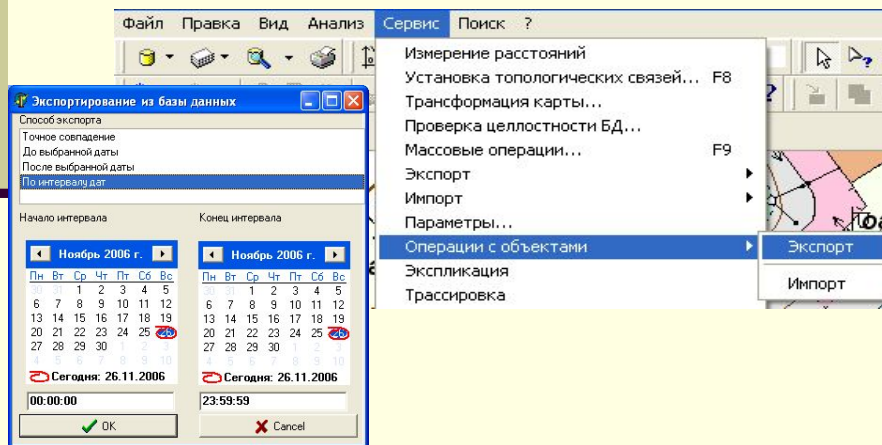 Файл Правка Вид Анализ Сервис Поиск ?
Измерение расстояний
Установка топологических связей... F8
Трансформация карты...
Проверка целлостности БД...
Массовые операции... F9
Экспорт
Импорт
Параметры...
Операции с объектами
Экспликация
Трассировка
Экспорт
Импорт
Экспортирование из базы данных
Способ экспорта
Точное совпадение
До выбранной даты
После выбранной даты
По интервалу дат
Начало интервала
Ноябрь 2006 г.
Пн Вт Ср Чт Пт Сб Вс
30 31 1 2 3 4 5
6 7 8 9 10 11 12
13 14 15 16 17 18 19
20 21 22 23 24 25 26
27 28 29 30 1 2 3
4 5 6 7 8 9 10
Сегодня: 26.11.2006
00:00:00
OK
Конец интервала
Ноябрь 2006 г.
Пн Вт Ср Чт Пт Сб Вс
30 31 1 2 3 4 5
6 7 8 9 10 11 12
13 14 15 16 17 18 19
20 21 22 23 24 25 26
27 28 29 30 1 2 3
4 5 6 7 8 9 10
Сегодня: 26.11.2006
23:59:59
Cancel